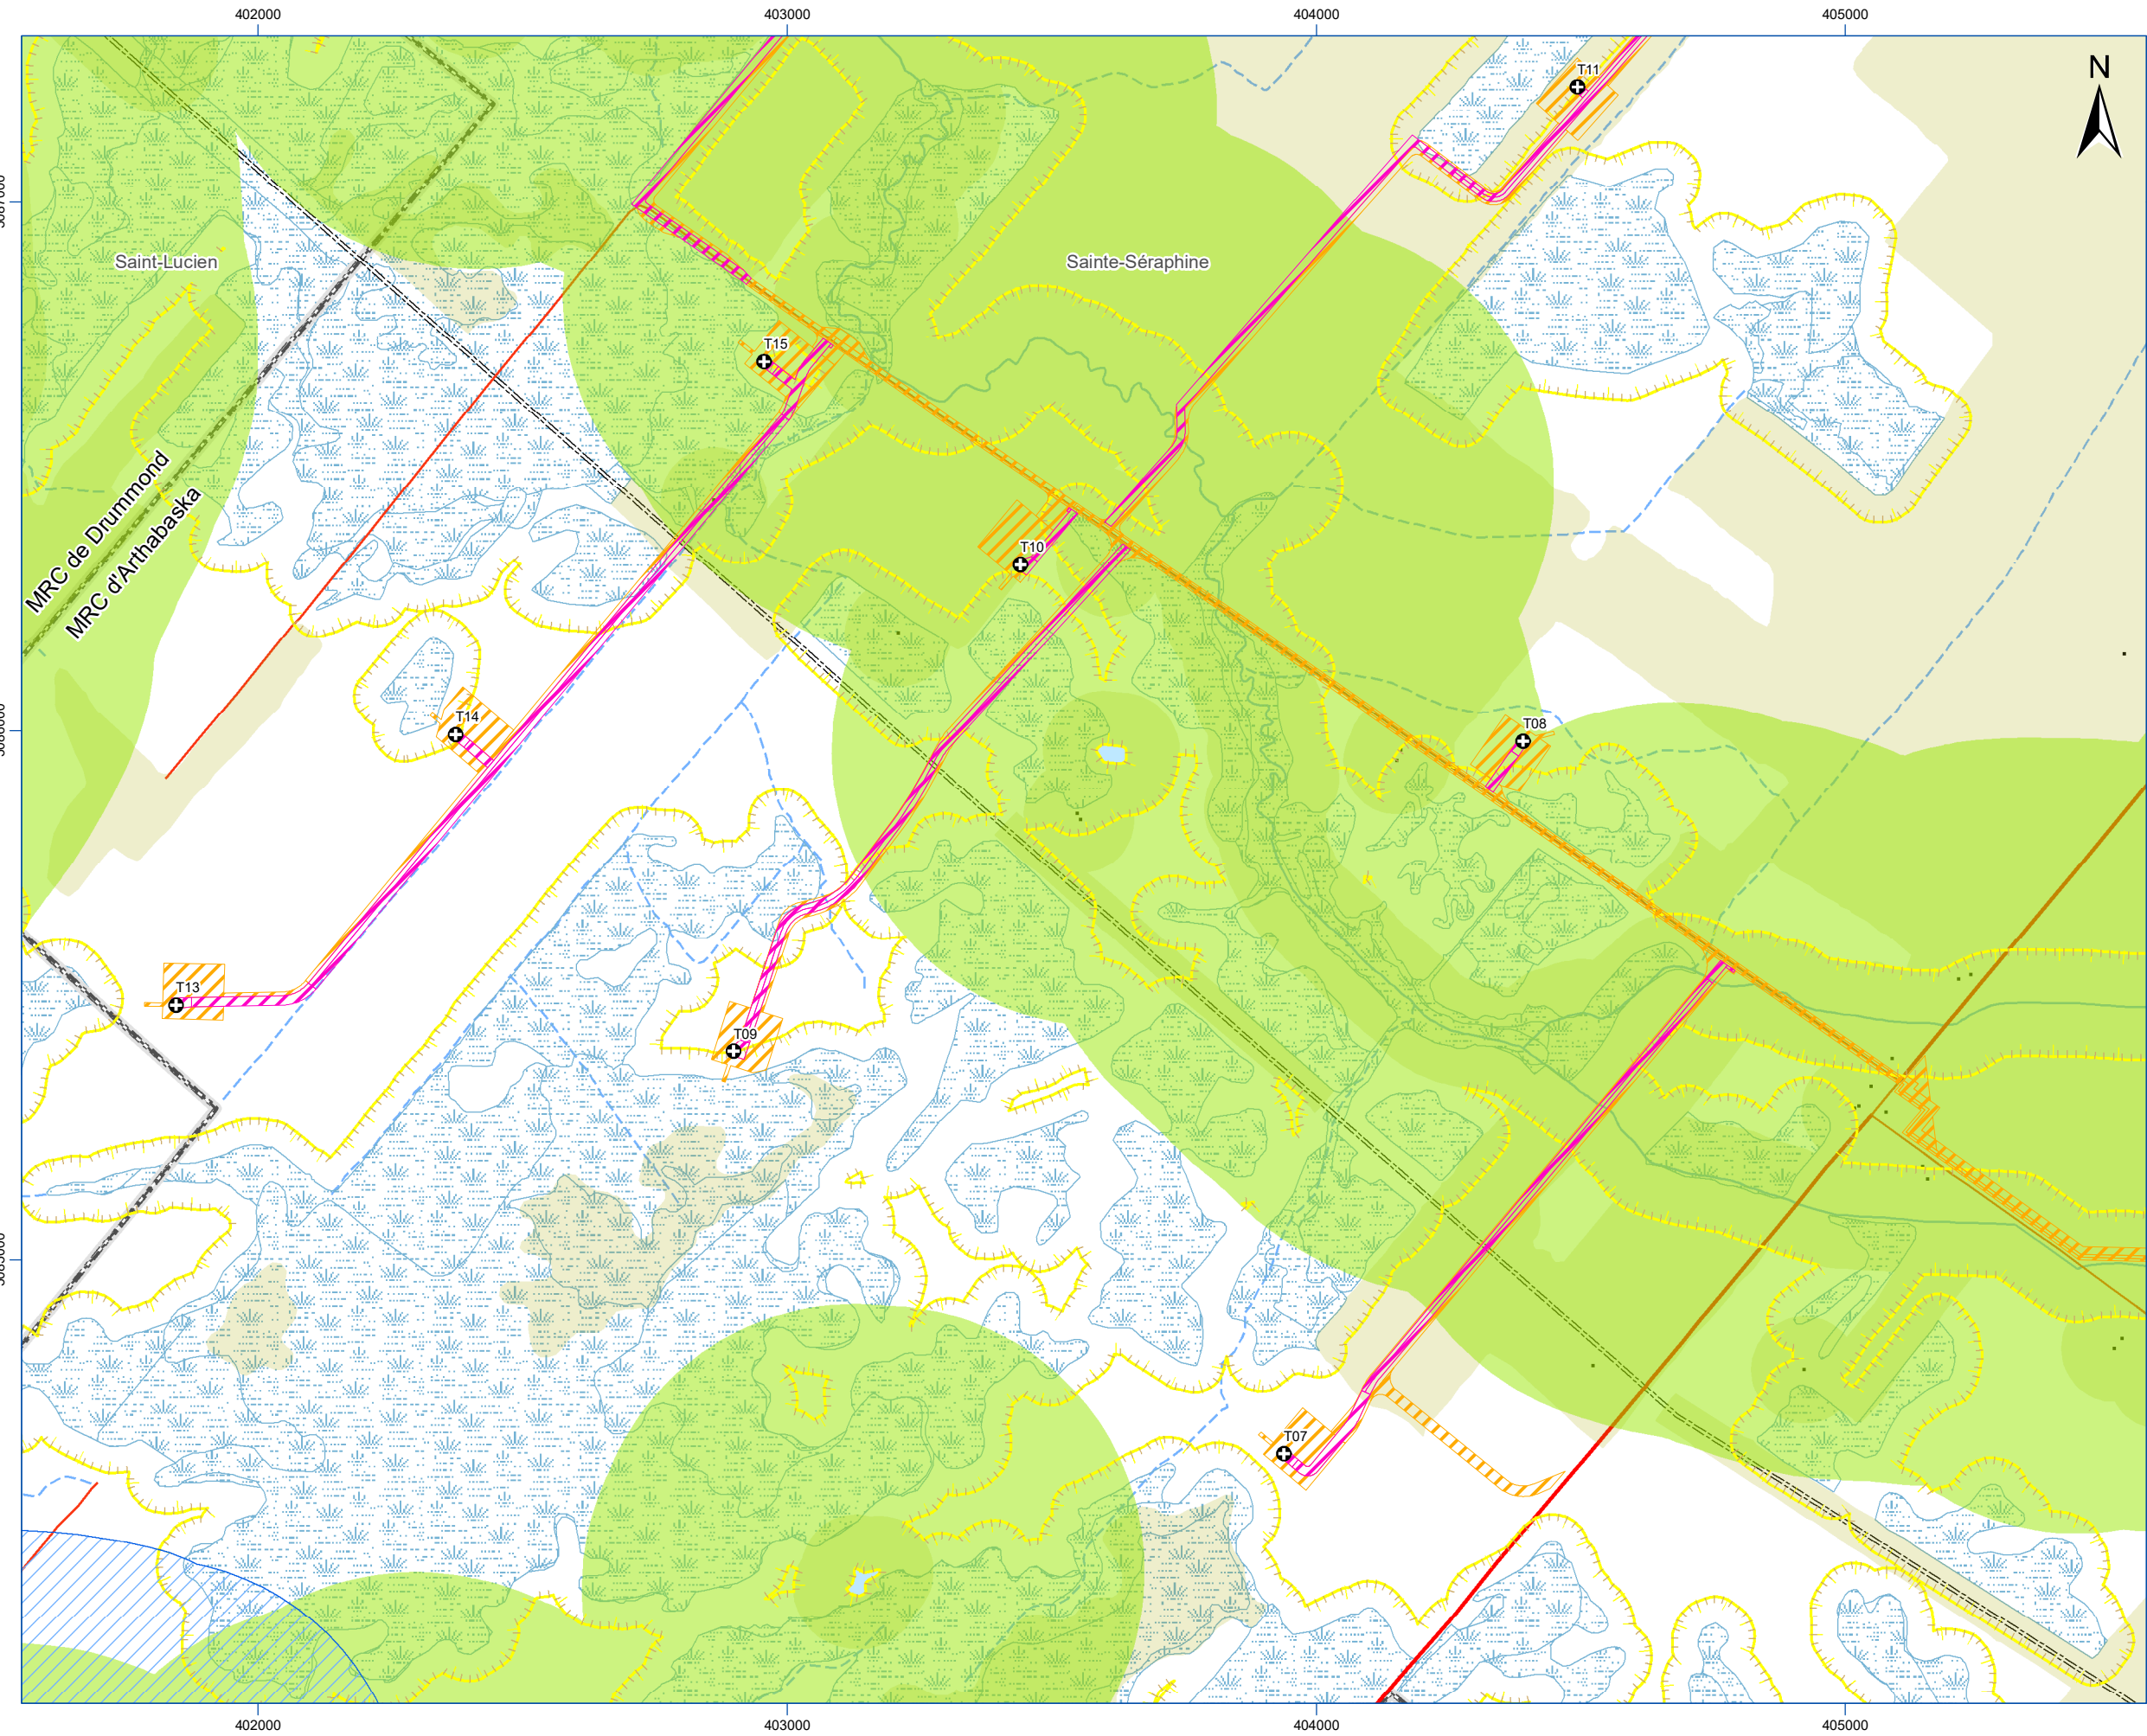 402000
403000
404000
405000
N
T11
Saint-Lucien
Sainte-Séraphine
T15
MRC de Drummond
MRC d'Arthabaska
T10
T14
T08
T13
T09
T07
402000
403000
404000
405000